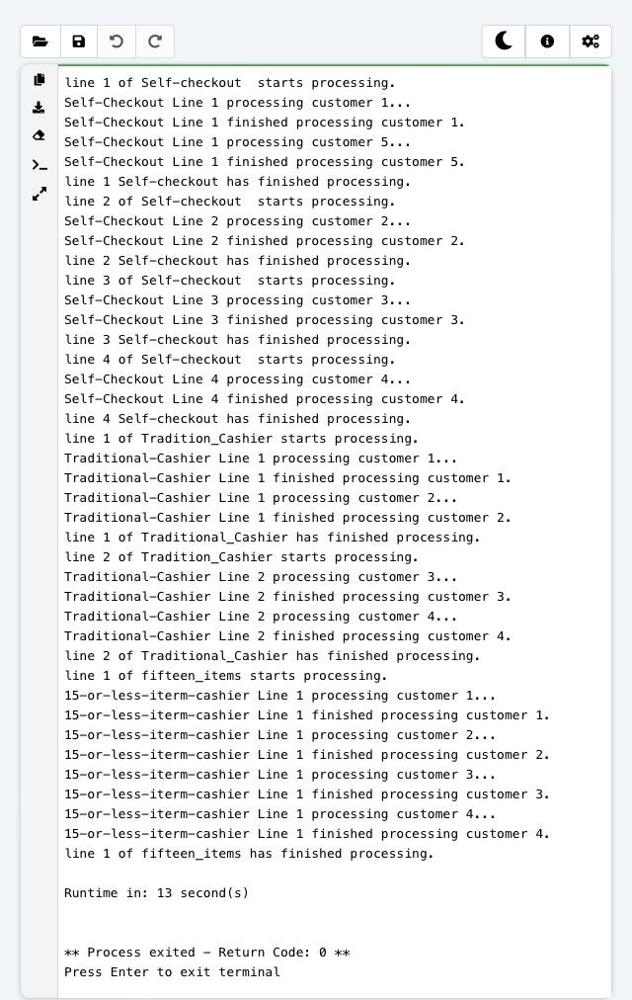 line 1 of Self-checkout  starts processing.
Self-Checkout Line 1 processing customer 1...
Self-Checkout Line 1 finished processing customer 1.
Self-Checkout Line 1 processing customer 5...
Self-Checkout Line 1 finished processing customer 5.
line 1 Self-checkout has finished processing.
line 2 of Self-checkout  starts processing.
Self-Checkout Line 2 processing customer 2...
Self-Checkout Line 2 finished processing customer 2.
line 2 Self-checkout has finished processing.
line 3 of Self-checkout  starts processing.
Self-Checkout Line 3 processing customer 3...
Self-Checkout Line 3 finished processing customer 3.
line 3 Self-checkout has finished processing.
line 4 of Self-checkout  starts processing.
Self-Checkout Line 4 processing customer 4...
Self-Checkout Line 4 finished processing customer 4.
line 4 Self-checkout has finished processing.
line 1 of Tradition_Cashier starts processing.
Traditional-Cashier Line 1 processing customer 1...
Traditional-Cashier Line 1 finished processing customer 1.
Traditional-Cashier Line 1 processing customer 2...
Traditional-Cashier Line 1 finished processing customer 2.
line 1 of Traditional_Cashier has finished processing.
line 2 of Tradition_Cashier starts processing.
Traditional-Cashier Line 2 processing customer 3...
Traditional-Cashier Line 2 finished processing customer 3.
Traditional-Cashier Line 2 processing customer 4...
Traditional-Cashier Line 2 finished processing customer 4.
line 2 of Traditional_Cashier has finished processing.
line 1 of fifteen_items starts processing.
15-or-less-iterm-cashier Line 1 processing customer 1...
15-or-less-iterm-cashier Line 1 finished processing customer 1.
15-or-less-iterm-cashier Line 1 processing customer 2...
15-or-less-iterm-cashier Line 1 finished processing customer 2.
15-or-less-iterm-cashier Line 1 processing customer 3...
15-or-less-iterm-cashier Line 1 finished processing customer 3.
15-or-less-iterm-cashier Line 1 processing customer 4...
15-or-less-iterm-cashier Line 1 finished processing customer 4.
line 1 of fifteen_items has finished processing.
Runtime in: 13 second(s)
** Process exited - Return Code: 0 **
Press Enter to exit terminal